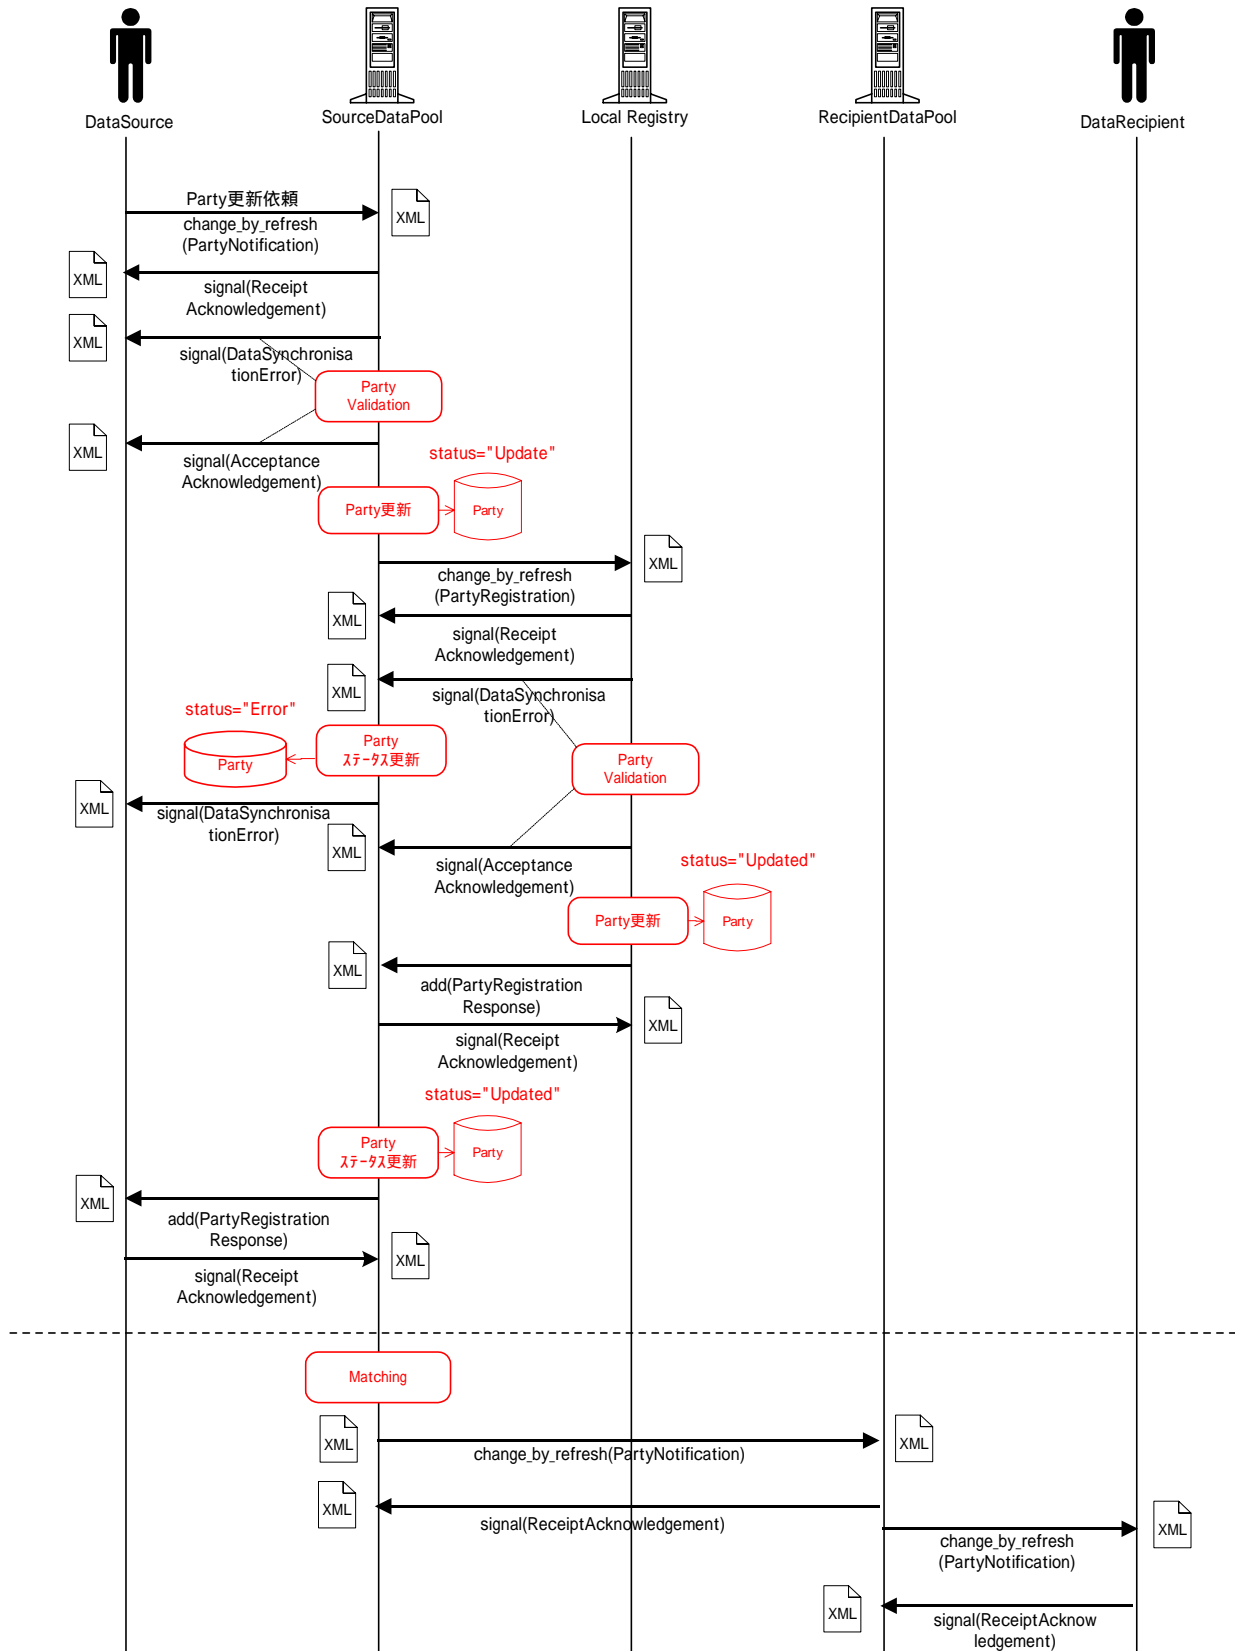 DataSource
SourceDataPool
Local Registry
RecipientDataPool
DataRecipient
Party更新依頼
XML
change_by_refresh
(PartyNotification)
XML
signal(Receipt
Acknowledgement)
XML
signal(DataSynchronisa
tionError)
Party
Validation
XML
signal(Acceptance
Acknowledgement)
status="Update"
Party更新
Party
XML
change_by_refresh
(PartyRegistration)
XML
signal(Receipt
Acknowledgement)
XML
signal(DataSynchronisa
tionError)
status="Error"
Party
Party
ｽﾃｰﾀｽ更新
Party
Validation
XML
signal(DataSynchronisa
tionError)
XML
signal(Acceptance
Acknowledgement)
status="Updated"
Party更新
Party
XML
add(PartyRegistration
Response)
XML
signal(Receipt
Acknowledgement)
status="Updated"
Party
ｽﾃｰﾀｽ更新
Party
XML
add(PartyRegistration
Response)
XML
signal(Receipt
Acknowledgement)
Matching
XML
XML
change_by_refresh(PartyNotification)
XML
signal(ReceiptAcknowledgement)
XML
change_by_refresh
(PartyNotification)
XML
signal(ReceiptAcknow
ledgement)